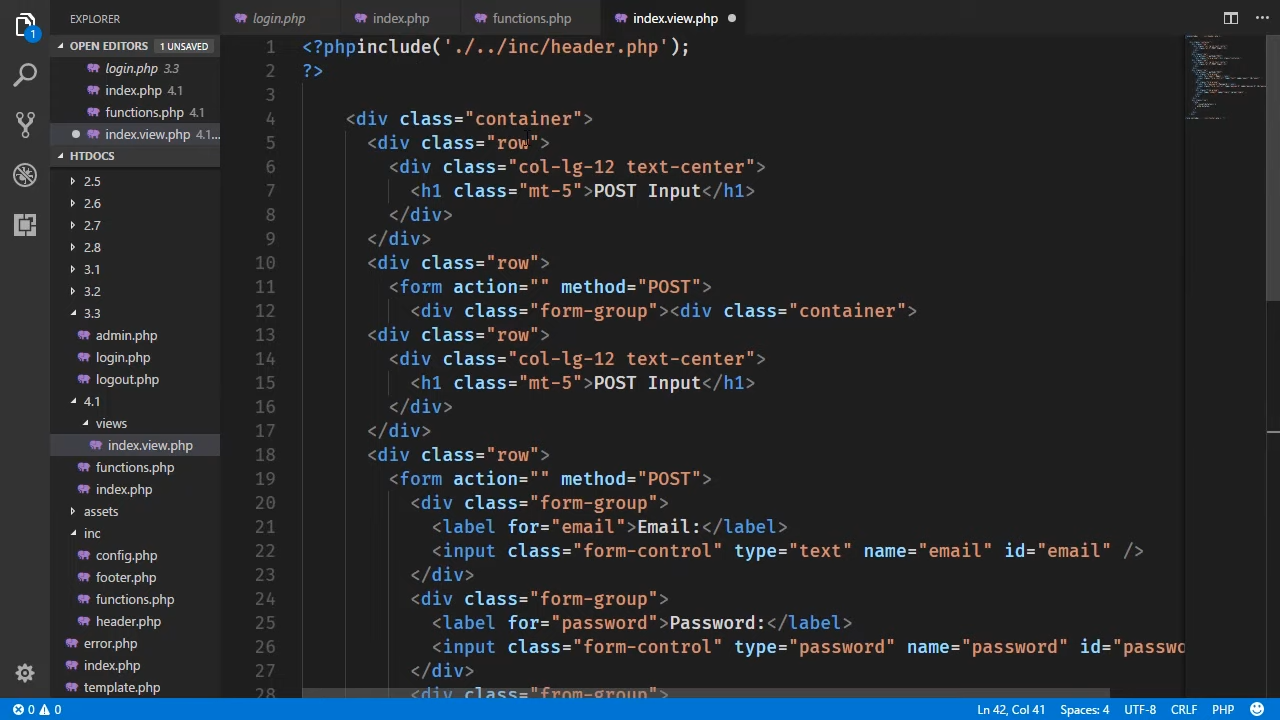 EXPLORER
login.php
index.php
functions.php
index.view.php
1
OPEN EDITORS 1 UNSAVED
login.php 3.3
index.php 4.1
functions.php 4.1
index.view.php 4.1...
HTDOCS
2.5
2.6
2.7
2.8
3.1
3.2
3.3
admin.php
login.php
logout.php
4.1
views
index.view.php
functions.php
index.php
assets
inc
config.php
footer.php
functions.php
header.php
error.php
index.php
template.php
1 <?phpinclude('./../inc/header.php');
2 ?>
3
4 <div class="container">
5 <div class="row">
6 <div class="col-lg-12 text-center">
7 <h1 class="mt-5">POST Input</h1>
8 </div>
9 </div>
10 <div class="row">
11 <form action="" method="POST">
12 <div class="form-group"><div class="container">
13 <div class="row">
14 <div class="col-lg-12 text-center">
15 <h1 class="mt-5">POST Input</h1>
16 </div>
17 </div>
18 <div class="row">
19 <form action="" method="POST">
20 <div class="form-group">
21 <label for="email">Email:</label>
22 <input class="form-control" type="text" name="email" id="email" />
23 </div>
24 <div class="form-group">
25 <label for="password">Password:</label>
26 <input class="form-control" type="password" name="password" id="passwo
27 </div>
28 <div class="from-group">
0 0
Ln 42, Col 41
Spaces: 4
UTF-8
CRLF
PHP